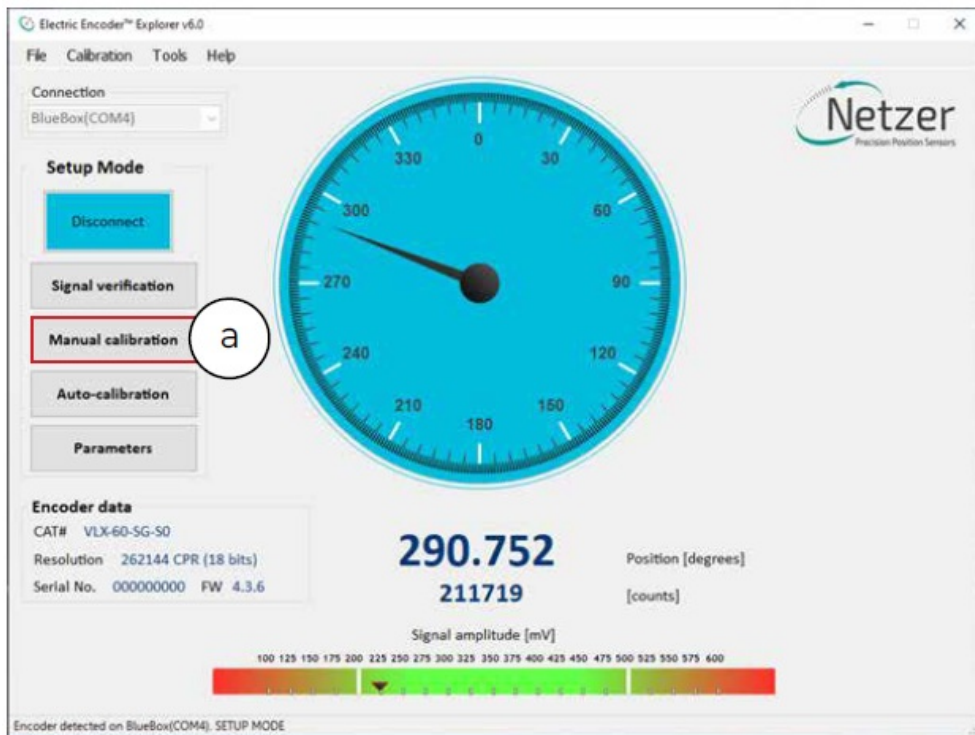 Electric Encoder™ Explorer v6.0
File Calibration Tools Help
Connection
BlueBox(COM4)
Netzer
Precision Position Sensors
Setup Mode
Disconnect
Signal verification
Manual calibration
a
Auto-calibration
Parameters
0
30
60
90
120
150
180
210
240
270
300
330
Encoder data
CAT# VLX-60-SG-S0
Resolution 262144 CPR (18 bits)
Serial No. 000000000 FW 4.3.6
290.752 Position [degrees]
211719 [counts]
Signal amplitude [mV]
100 125 150 175 200 225 250 275 300 325 350 375 400 425 450 475 500 525 550 575 600
Encoder detected on BlueBox(COM4). SETUP MODE